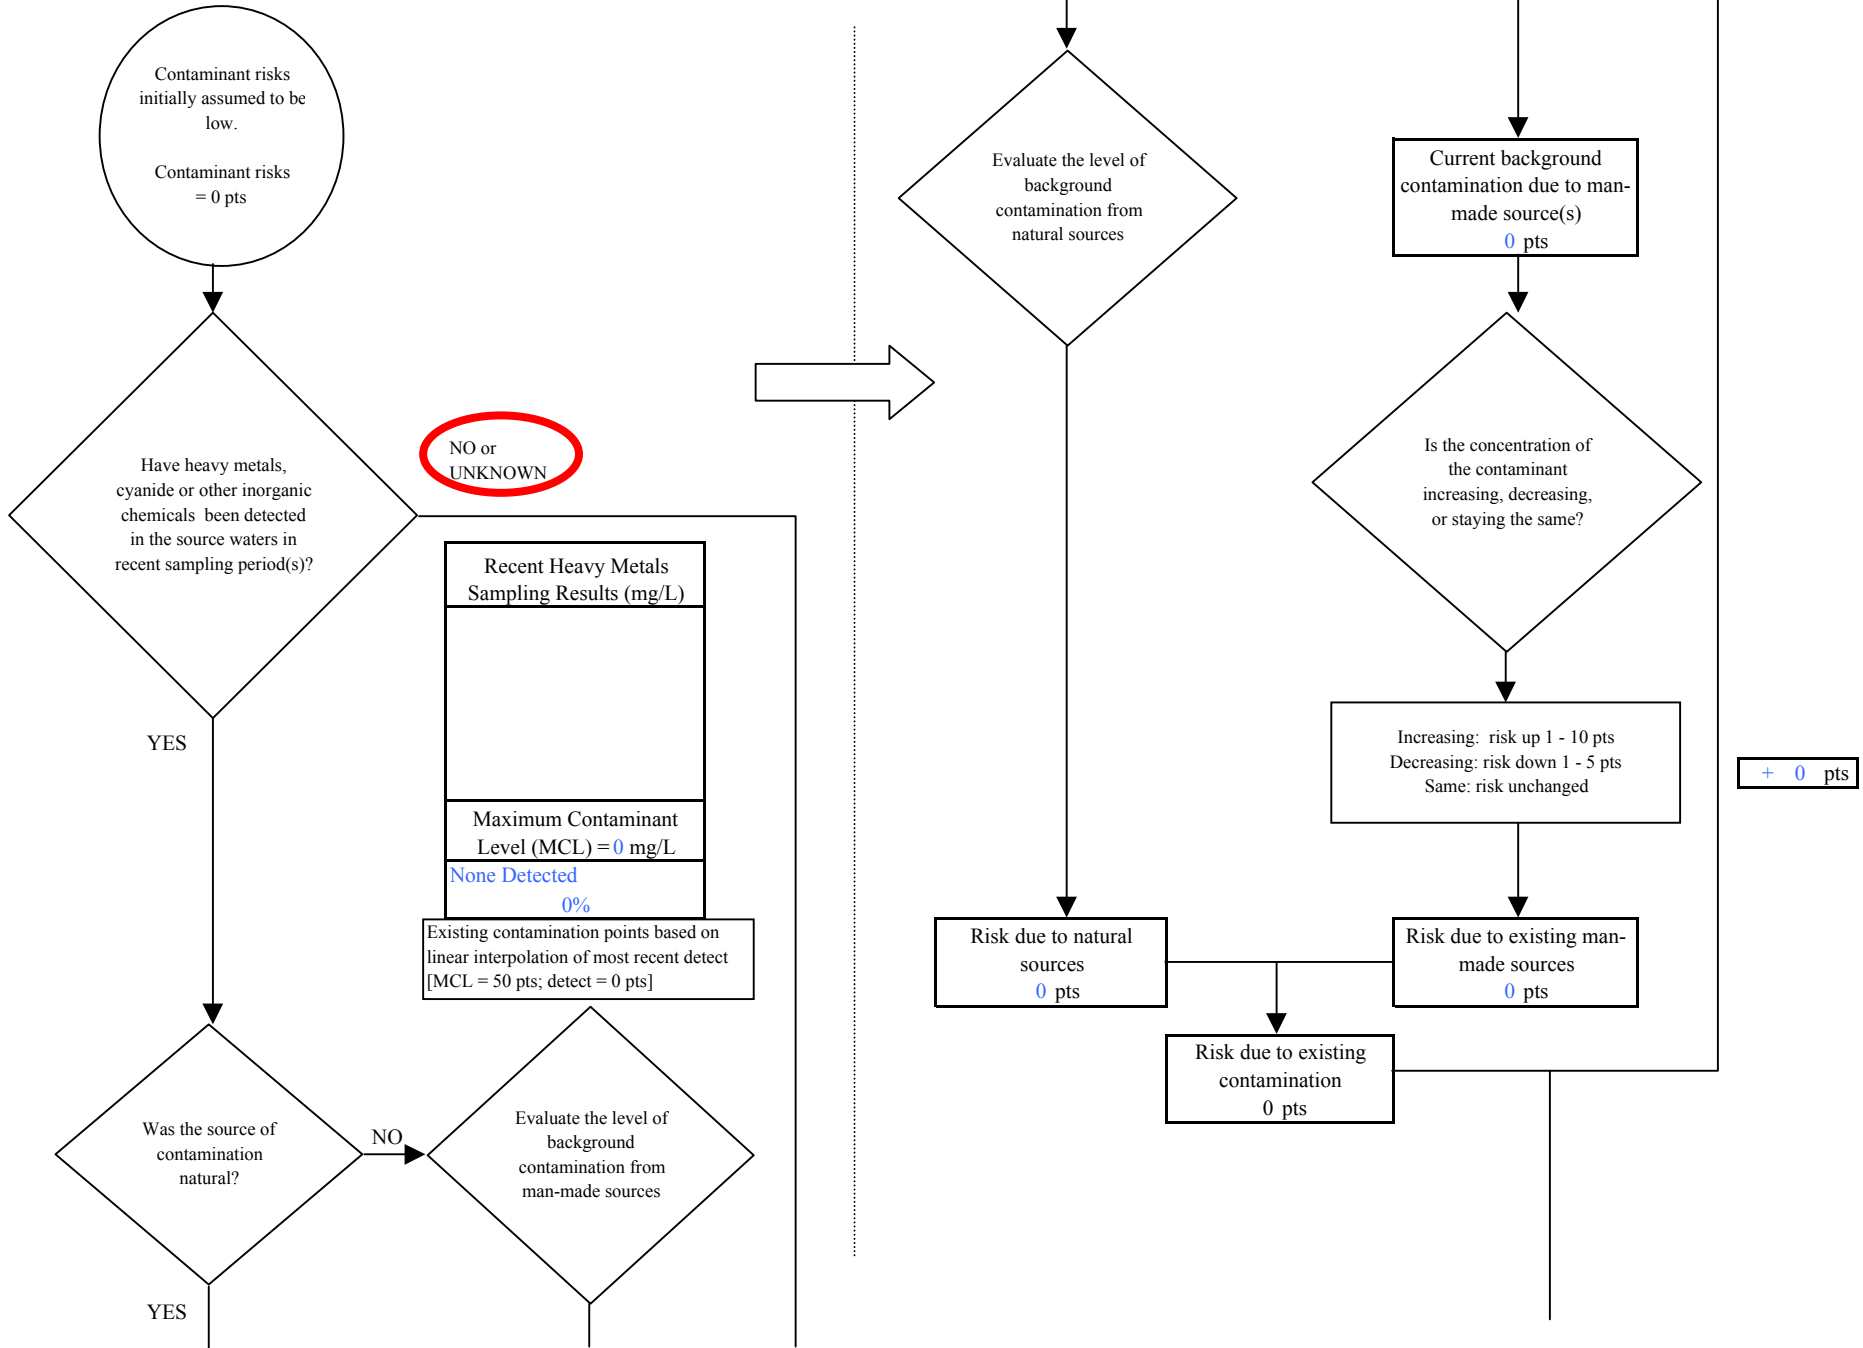 Contaminant risks
initially assumed to be
low.
Contaminant risks
= 0 pts
Have heavy metals,
cyanide or other inorganic
chemicals been detected
in the source waters in
recent sampling period(s)?
NO or
UNKNOWN
YES
Recent Heavy Metals
Sampling Results (mg/L)
Maximum Contaminant
Level (MCL) = 0 mg/L
None Detected
0%
Existing contamination points based on
linear interpolation of most recent detect
[MCL = 50 pts; detect = 0 pts]
Was the source of
contamination
natural?
NO
YES
Evaluate the level of
background
contamination from
man-made sources
Evaluate the level of
background
contamination from
natural sources
Current background
contamination due to man-
made source(s)
0 pts
Is the concentration of
the contaminant
increasing, decreasing,
or staying the same?
Increasing: risk up 1 - 10 pts
Decreasing: risk down 1 - 5 pts
Same: risk unchanged
+ 0 pts
Risk due to natural
sources
0 pts
Risk due to existing man-
made sources
0 pts
Risk due to existing
contamination
0 pts